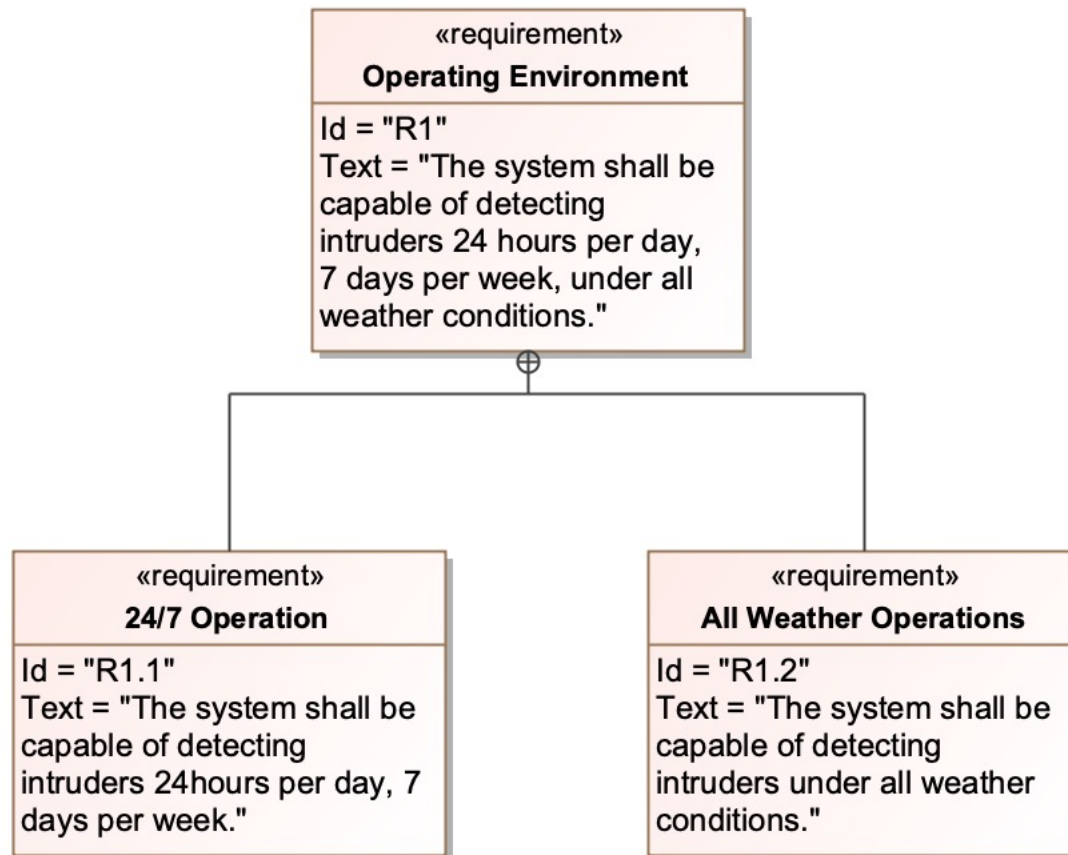 «requirement»
Operating Environment
Id = "R1"
Text = "The system shall be
capable of detecting
intruders 24 hours per day,
7 days per week, under all
weather conditions."
«requirement»
24/7 Operation
Id = "R1.1"
Text = "The system shall be
capable of detecting
intruders 24hours per day, 7
days per week."
«requirement»
All Weather Operations
Id = "R1.2"
Text = "The system shall be
capable of detecting
intruders under all weather
conditions."